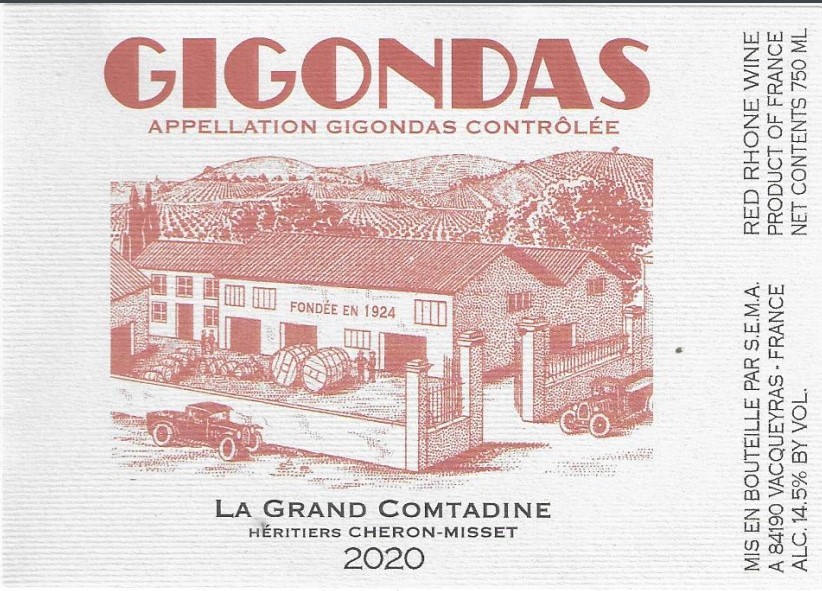 GIGONDAS
APPELLATION GIGONDAS CONTRÔLÉE
FONDÉE EN 1924
LA GRAND COMTADINE
HÉRITIERS CHERON-MISSET
2020
RED RHONE WINE
PRODUCT OF FRANCE
NET CONTENTS 750 ML
MIS EN BOUTEILLE PAR S.E.M.A.
A 84190 VACQUEYRAS - FRANCE
ALC. 14.5% BY VOL.